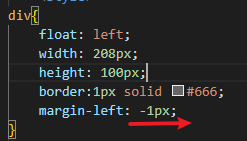 div{
float: left;
width: 208px;
height: 100px;
border:1px solid #666;
margin-left: -1px;
}